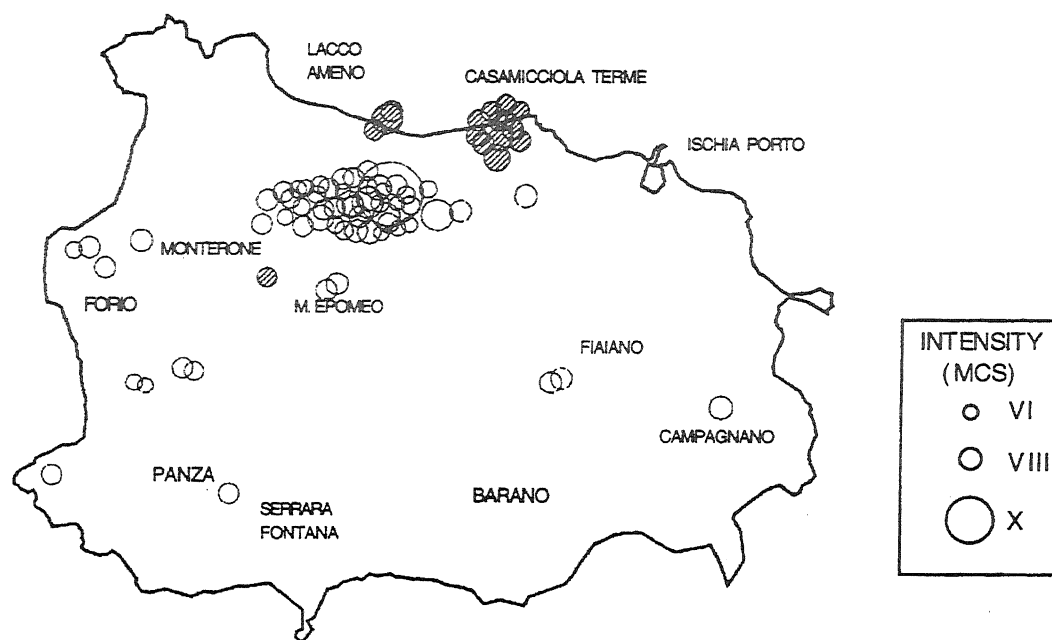 LACCO
AMENO
CASAMICCIOLA TERME
ISCHIA PORTO
MONTERONE
FORIO
M. EPOMEO
FIAIANO
CAMPAGNANO
PANZA
SERRARA
FONTANA
BARANO
INTENSITY
(MCS)
VI
VIII
X